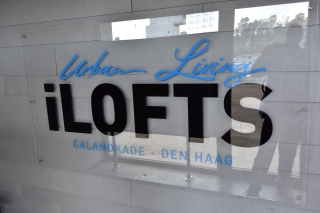 Urban Living
iLOFTS
CALANDKADE - DEN HAAG